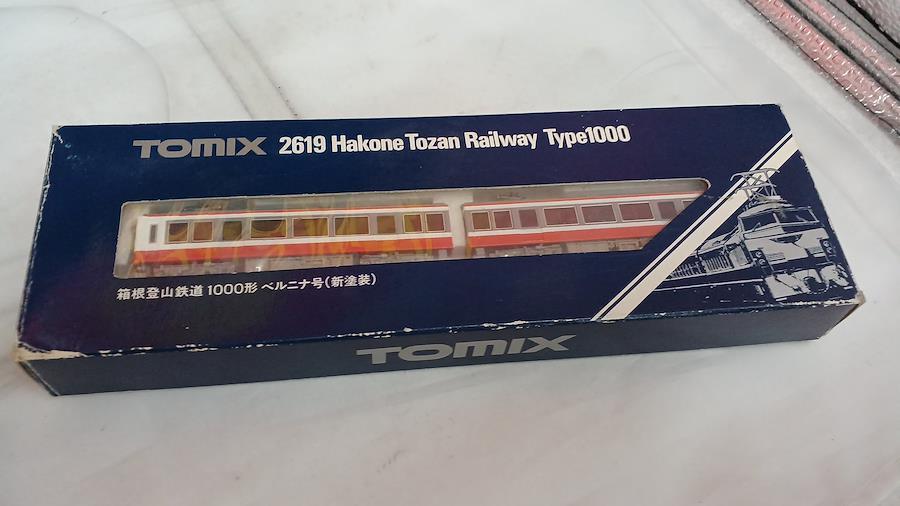 TOMIX 2619 Hakone Tozan Railway Type1000
箱根登山鉄道 1000形 ベルニナ号(新塗装)
TOMIX